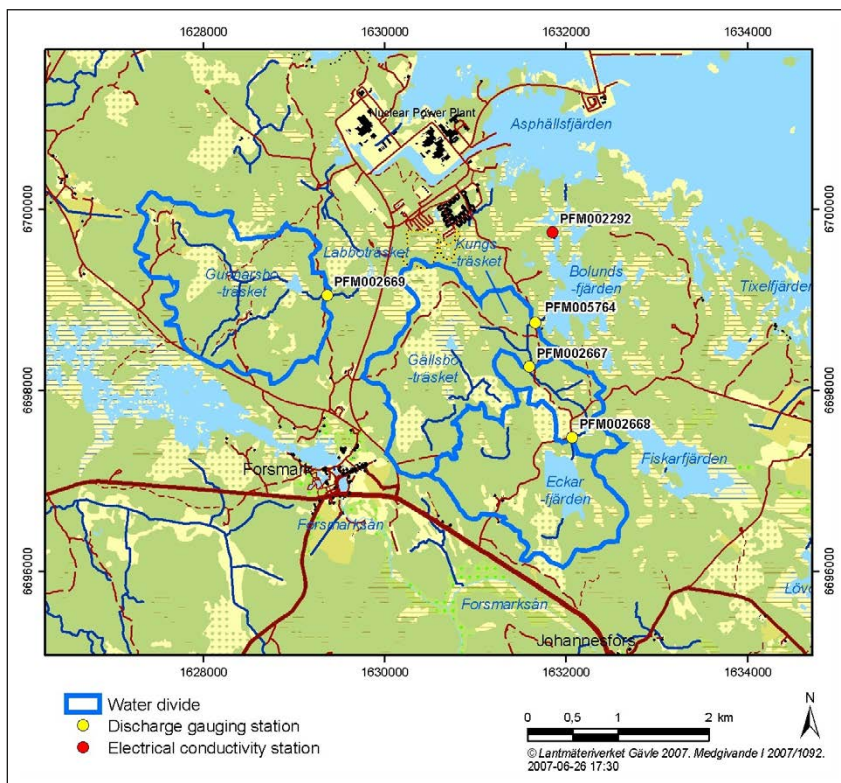 1628000 1630000 1632000 1634000
6700000
6698000
6696000
Nuclear Power Plant
Asphällsfjärden
PFM002292
Kungs
-träsket
Labboträsket
Gunnarsbo
-träsket
PFM002669
Bolunds
-fjärden
Tixelfjärden
PFM005764
Gällsbo
-träsket
PFM002667
PFM002668
Fiskarfjärden
Eckar
-fjärden
Forsmark
Forsmarksån
Forsmarksån
Johannesfors
Löv
6700000
6698000
6696000
1628000 1630000 1632000 1634000
Water divide
Discharge gauging station
Electrical conductivity station
0 0,5 1 2 km
N
© Lantmäteriverket Gävle 2007. Medgivande I 2007/1092.
2007-06-26 17:30